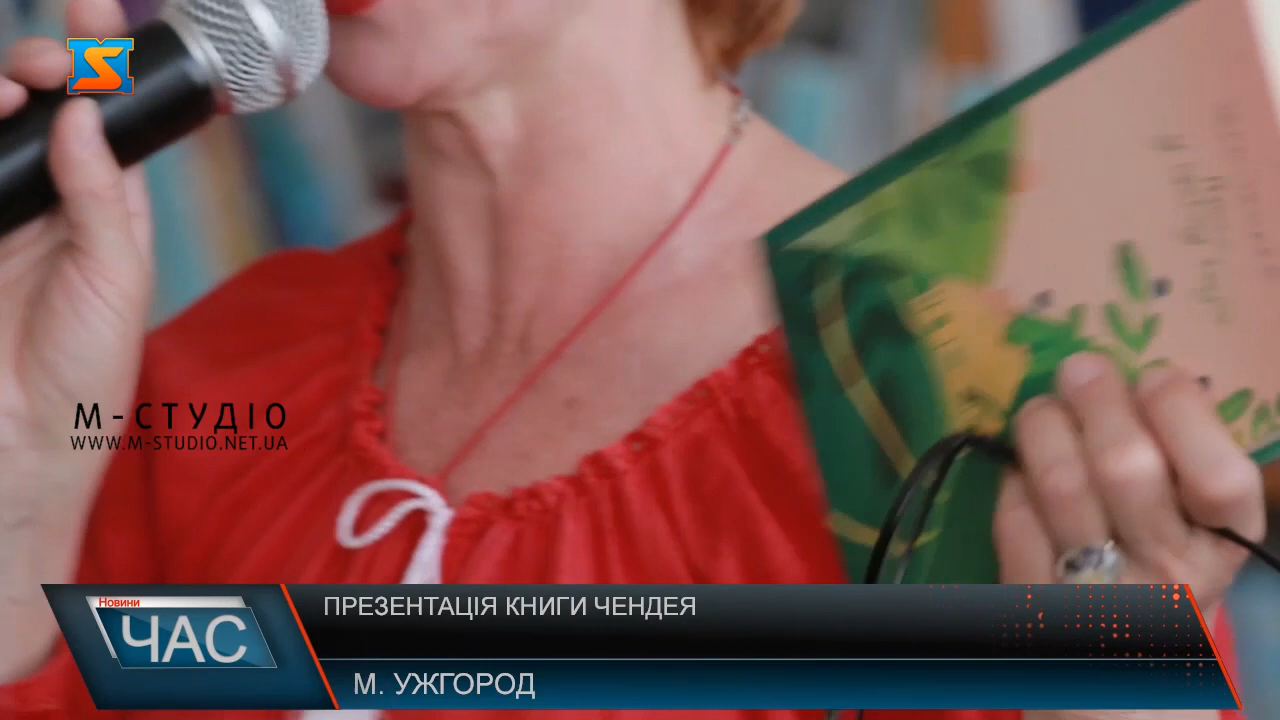 М-СТУДІО
WWW.M-STUDIO.NET.UA
Новини
ЧАС
ПРЕЗЕНТАЦІЯ КНИГИ ЧЕНДЕЯ
М. УЖГОРОД